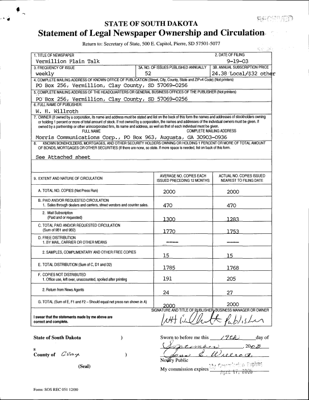 STATE OF SOUTH DAKOTA
Statement of Legal Newspaper Ownership and Circulation
Return to: Secretary of State, 500 E. Capitol, Pierre, SD 57501-5077
1. TITLE OF NEWSPAPER
Vermillion Plain Talk
2. DATE OF FILING
9-19-03
3. FREQUENCY OF ISSUE
weekly
3A. NO. OF ISSUES PUBLISHED ANNUALLY
52
3B. ANNUAL SUBSCRIPTION PRICE
24.38 Local/$32 other
4. COMPLETE MAILING ADDRESS OF KNOWN OFFICE OF PUBLICATION (Street, City, County, State and ZIP+4 Code) (Not printers)
PO Box 256, Vermillion, Clay County, SD 57069-0256
5. COMPLETE MAILING ADDRESS OF THE HEADQUARTERS OR GENERAL BUSINESS OFFICES OF THE PUBLISHER (Not printers)
PO Box 256, Vermillion, Clay County, SD 57069-0256
6. FULL NAME OF PUBLISHER:
W. H. Willroth
7. OWNER (If owned by a corporation, its name and address must be stated and list on the back of this form the names and addresses of stockholders owning
or holding 1 percent or more of total amount of stock. If not owned by a corporation, the names and addresses of the individual owners must be given. If
owned by a partnership or other unincorporated firm, its name and address, as well as that of each individual must be given.
FULL NAME
COMPLETE MAILING ADDRESS
Morris Communications Corp., PO Box 963, Augusta, GA 30903-0936
8. KNOWN BONDHOLDERS, MORTGAGES, AND OTHER SECURITY HOLDERS OWNING OR HOLDING 1 PERCENT OR MORE OF TOTAL AMOUNT
OF BONDS, MORTGAGES OR OTHER SECURITIES (If there are none, so state. If more space is needed, list on back of this form.
See Attached sheet
9. EXTENT AND NATURE OF CIRCULATION
AVERAGE NO. COPIES EACH ISSUES PRECEDING 12 MONTHS
ACTUAL NO. COPIES ISSUED NEAREST TO FILING DATE
A. TOTAL NO. COPIES (Net Press Run)
2000
2000
B. PAID AND/OR REQUESTED CIRCULATION
1. Sales through dealers and carriers, street vendors and counter sales.
470
470
2. Mail Subscription
(Paid and or requested)
1300
1283
C. TOTAL PAID AND/OR REQUESTED CIRCULATION
(Sum of 9B1 and 9B2)
1770
1753
D. FREE DISTRIBUTION
1. BY MAIL, CARRIER OR OTHER MEANS
----
----
2. SAMPLES, COMPLIMENTARY AND OTHER FREE COPIES
15
15
E. TOTAL DISTRIBUTION (Sum of C, D1 and D2)
1785
1768
F. COPIES NOT DISTRIBUTED
1. Office use, left over, unaccounted, spoiled after printing
191
205
2. Return from News Agents
24
27
G. TOTAL (Sum of E, F1 and F2 - Should equal net press run shown in A)
2000
2000
I swear that the statements made by me above are
correct and complete.
SIGNATURE AND TITLE OF PUBLISHER, BUSINESS MANAGER OR OWNER
Publisher
State of South Dakota )
County of Clay )
(Seal)
Sworn to before me this 19th day of
September
Notary Public
My commission expires
Form: SOS REC 051 12/00